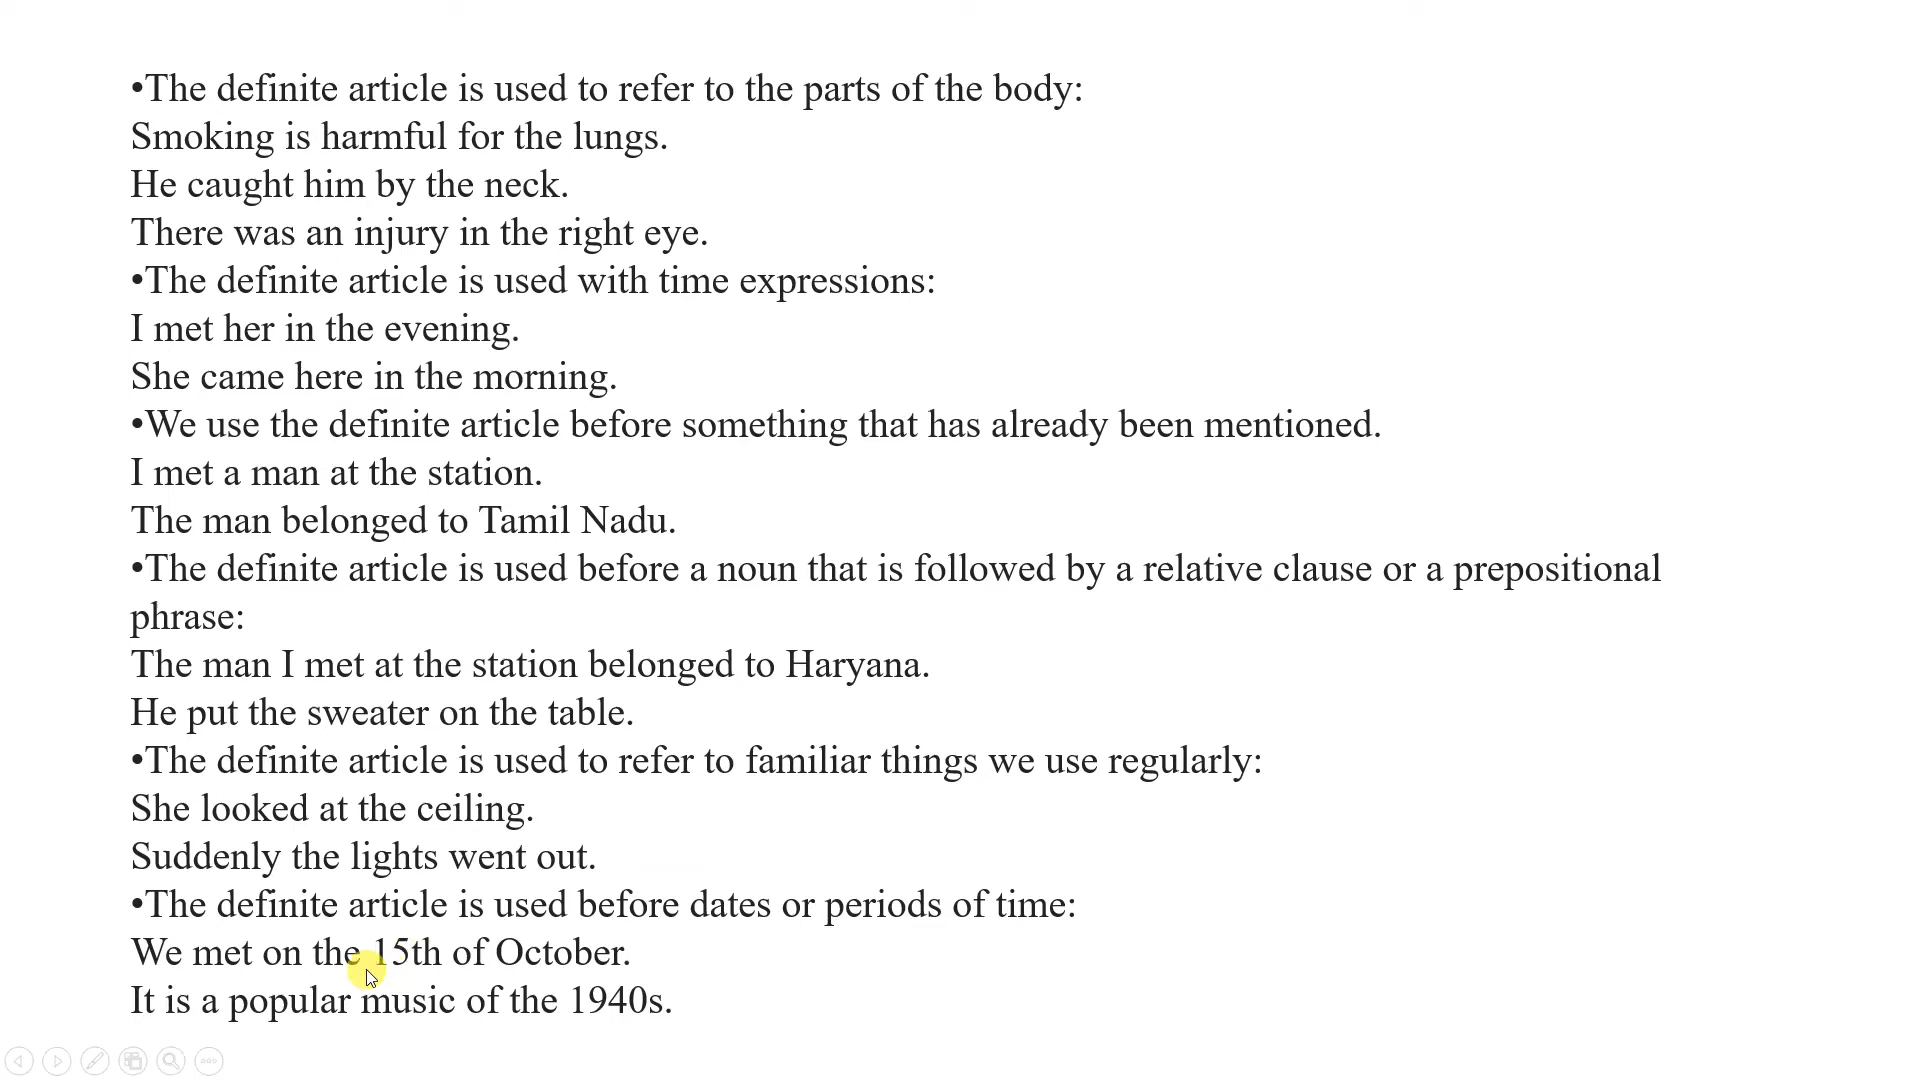 •The definite article is used to refer to the parts of the body:
Smoking is harmful for the lungs.
He caught him by the neck.
There was an injury in the right eye.
•The definite article is used with time expressions:
I met her in the evening.
She came here in the morning.
•We use the definite article before something that has already been mentioned.
I met a man at the station.
The man belonged to Tamil Nadu.
•The definite article is used before a noun that is followed by a relative clause or a prepositional
phrase:
The man I met at the station belonged to Haryana.
He put the sweater on the table.
•The definite article is used to refer to familiar things we use regularly:
She looked at the ceiling.
Suddenly the lights went out.
•The definite article is used before dates or periods of time:
We met on the 15th of October.
It is a popular music of the 1940s.